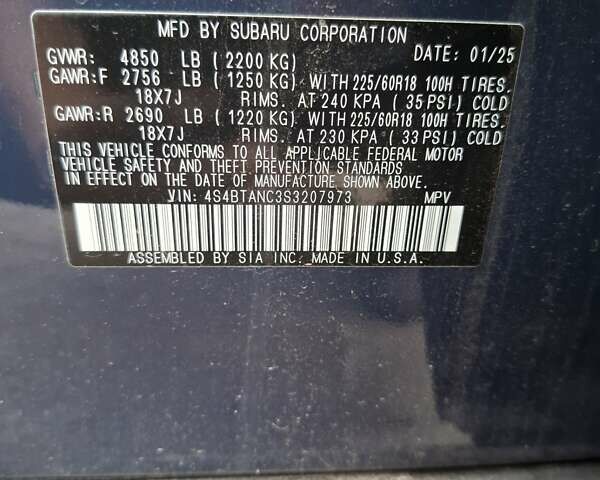 MFD BY SUBARU CORPORATION
GVWR: 4850 LB (2200 KG) DATE: 01/25
GAWR:F 2756 LB (1250 KG) WITH 225/60R18 100H TIRES.
18X7J RIMS. AT 240 KPA (35 PSI) COLD
GAWR:R 2690 LB (1220 KG) WITH 225/60R18 100H TIRES.
18X7J RIMS. AT 230 KPA (33 PSI) COLD
THIS VEHICLE CONFORMS TO ALL APPLICABLE FEDERAL MOTOR
VEHICLE SAFETY AND THEFT PREVENTION STANDARDS
IN EFFECT ON THE DATE OF MANUFACTURE SHOWN ABOVE.
VIN: 4S4BTANC3S3207973 MPV
ASSEMBLED BY SIA INC. MADE IN U.S.A.